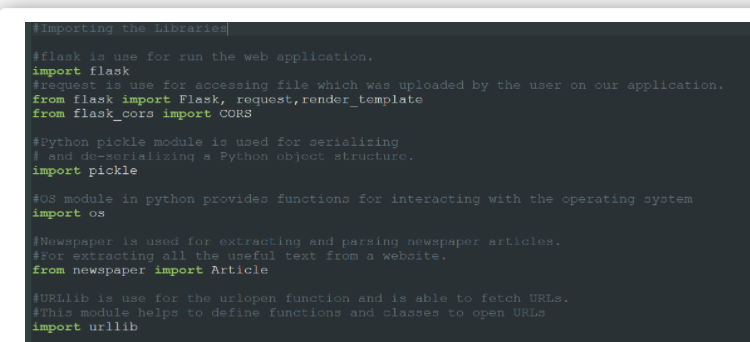 #Importing the Libraries
#flask is use for run the web application.
import flask
#request is use for accessing file which was uploaded by the user on our application.
from flask import Flask, request,render_template
from flask_cors import CORS
#Python pickle module is used for serializing
# and de-serializing a Python object structure.
import pickle
#OS module in python provides functions for interacting with the operating system
import os
#Newspaper is used for extracting and parsing newspaper articles.
#For extracting all the useful text from a website.
from newspaper import Article
#URLlib is use for the urlopen function and is able to fetch URLs.
#This module helps to define functions and classes to open URLs
import urllib